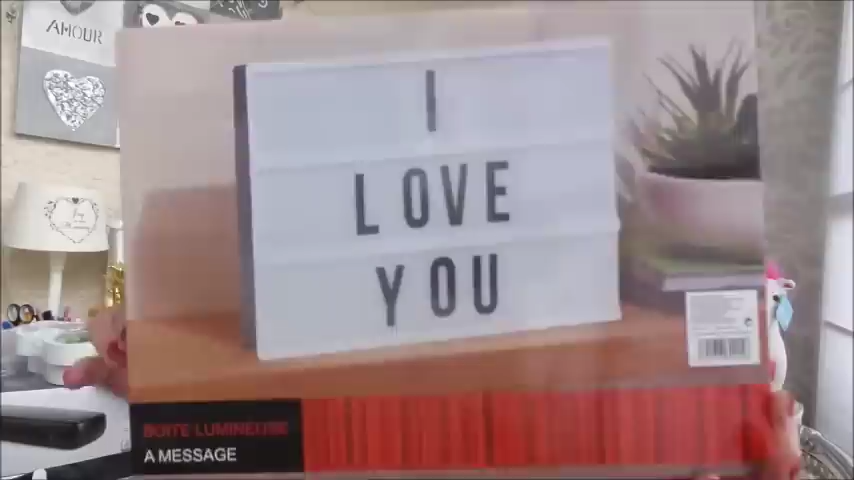 AMOUR
I
LOVE
YOU
BOITE LUMINEUSE
A MESSAGE